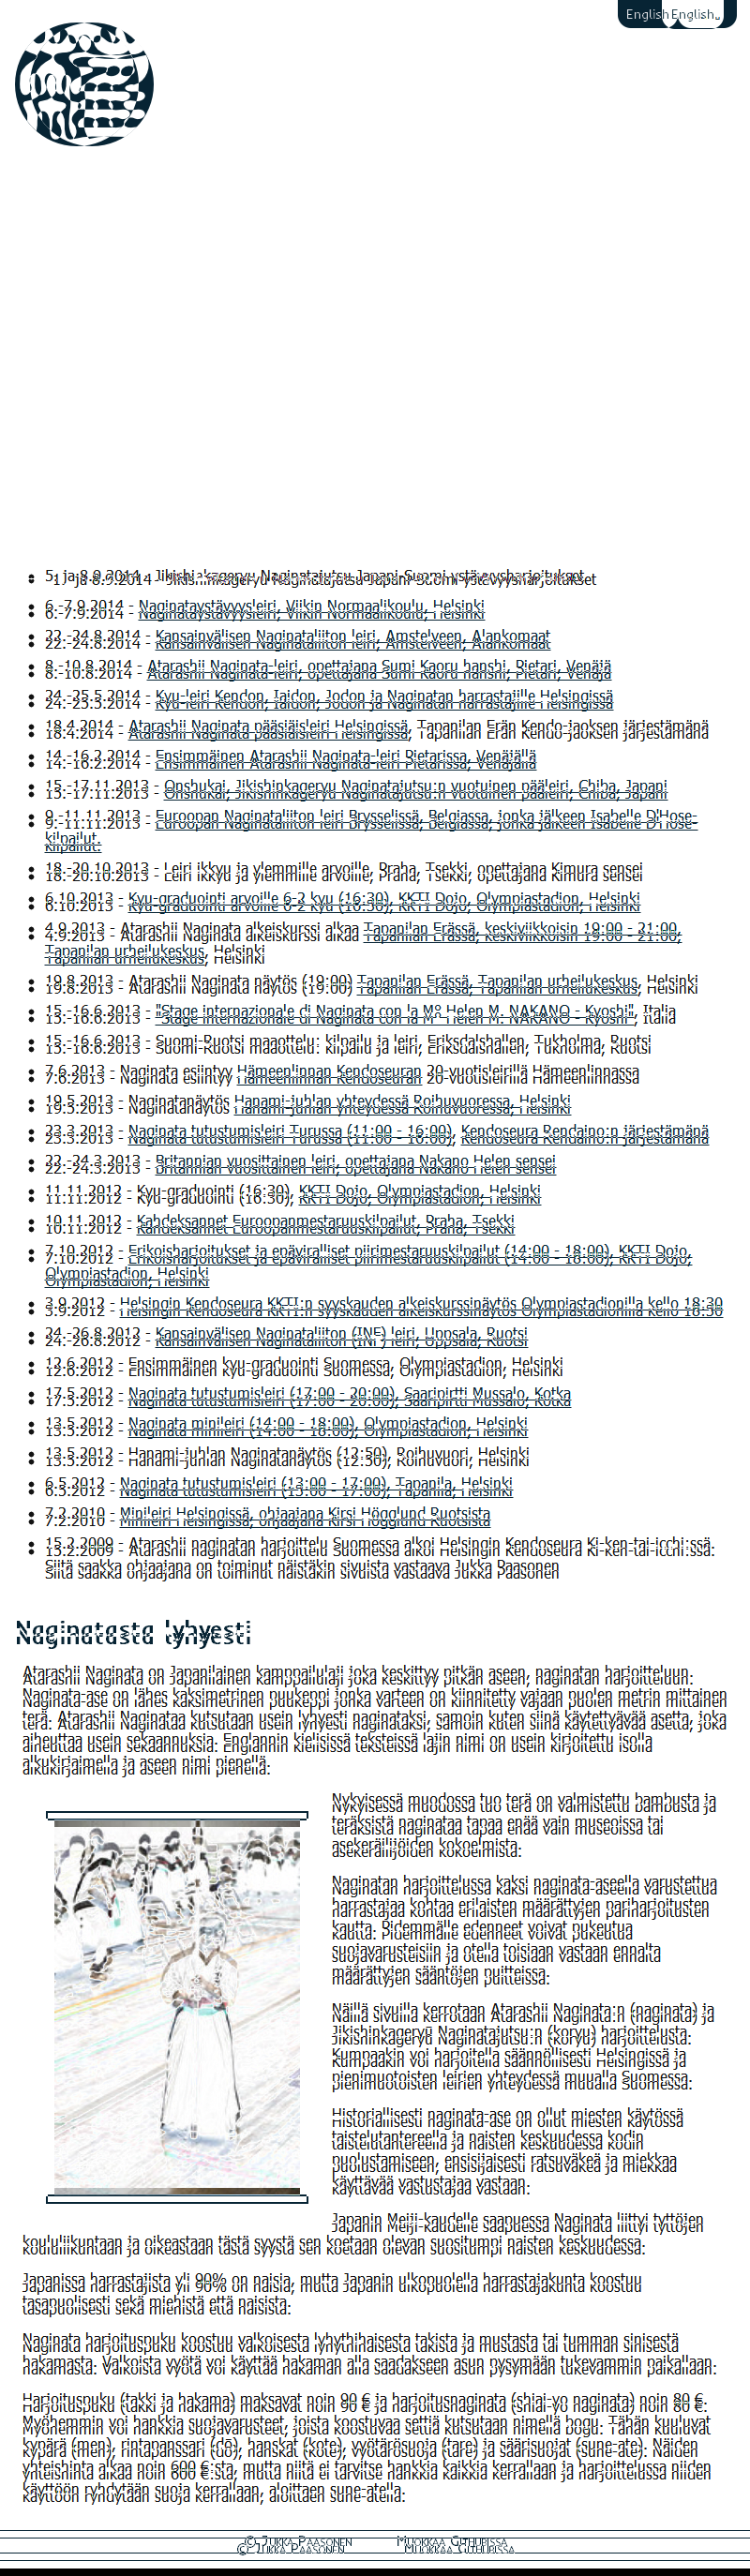 English English
5. ja 8.9.2014 - Jikishinkageryu Naginatajutsu Japani-Suomi ystävyysharjoitukset
6.-7.9.2014 - Naginataystävyysleiri, Viikin Normaalikoulu, Helsinki
22.-24.8.2014 - Kansainvälisen Naginataliiton leiri, Amstelveen, Alankomaat
8.-10.8.2014 - Atarashii Naginata-leiri, opettajana Sumi Kaoru hanshi, Pietari, Venäjä
24.-25.5.2014 - Kyu-leiri Kendon, Iaidon, Jodon ja Naginatan harrastajille Helsingissä
18.4.2014 - Atarashii Naginata pääsiäisleiri Helsingissä, Tapanilan Erän Kendo-jaoksen järjestämänä
14.-16.2.2014 - Ensimmäinen Atarashii Naginata-leiri Pietarissa, Venäjällä
15.-17.11.2013 - Onshukai, Jikishinkageryu Naginatajutsu:n vuotuinen pääleiri, Chiba, Japani
9.-11.11.2013 - Euroopan Naginataliiton leiri Brysselissä, Belgiassa, jonka jälkeen Isabelle D'Hose-
kilpailut.
18.-20.10.2013 - Leiri ikkyu ja ylemmille arvoille, Praha, Tsekki, opettajana Kimura sensei
6.10.2013 - Kyu-graduointi arvoille 6-2 kyu (16:30), KKTI Dojo, Olympiastadion, Helsinki
4.9.2013 - Atarashii Naginata alkeiskurssi alkaa Tapanilan Erässä, keskiviikkoisin 19:00 - 21:00,
Tapanilan urheilukeskus, Helsinki
19.8.2013 - Atarashii Naginata näytös (19:00) Tapanilan Erässä, Tapanilan urheilukeskus, Helsinki
15.-16.6.2013 - "Stage internazionale di Naginata con la Mº Helen M. NAKANO - Kyoshi", Italia
15.-16.6.2013 - Suomi-Ruotsi maaottelu: kilpailu ja leiri, Eriksdalshallen, Tukholma, Ruotsi
7.6.2013 - Naginata esiintyy Hämeenlinnan Kendoseuran 20-vuotisleirillä Hämeenlinnassa
19.5.2013 - Naginatanäytös Hanami-juhlan yhteydessä Roihuvuoressa, Helsinki
23.3.2013 - Naginata tutustumisleiri Turussa (11:00 - 16:00), Kendoseura Rendaino:n järjestämänä
22.-24.3.2013 - Britannian vuosittainen leiri, opettajana Nakano Helen sensei
11.11.2012 - Kyu-graduointi (16:30), KKTI Dojo, Olympiastadion, Helsinki
10.11.2012 - Kahdeksannet Euroopanmestaruuskilpailut, Praha, Tsekki
7.10.2012 - Erikoisharjoitukset ja epäviralliset piirimestaruuskilpailut (14:00 - 18:00), KKTI Dojo,
Olympiastadion, Helsinki
3.9.2012 - Helsingin Kendoseura KKTI:n syyskauden alkeiskurssinäytös Olympiastadionilla kello 18:30
24.-26.8.2012 - Kansainvälisen Naginataliiton (INF) leiri, Uppsala, Ruotsi
12.6.2012 - Ensimmäinen kyu-graduointi Suomessa, Olympiastadion, Helsinki
17.5.2012 - Naginata tutustumisleiri (17:00 - 20:00), Saaripirtti Mussalo, Kotka
13.5.2012 - Naginata minileiri (14:00 - 18:00), Olympiastadion, Helsinki
13.5.2012 - Hanami-juhlan Naginatanäytös (12:50), Roihuvuori, Helsinki
6.5.2012 - Naginata tutustumisleiri (13:00 - 17:00), Tapanila, Helsinki
7.2.2010 - Minileiri Helsingissä, ohjaajana Kirsi Högglund Ruotsista
15.2.2009 - Atarashii naginatan harjoittelu Suomessa alkoi Helsingin Kendoseura Ki-ken-tai-icchi:ssä.
Siitä saakka ohjaajana on toiminut näistäkin sivuista vastaava Jukka Paasonen
Naginatasta lyhyesti
Atarashii Naginata on Japanilainen kamppailulaji joka keskittyy pitkän aseen, naginatan harjoitteluun.
Naginata-ase on lähes kaksimetrinen puukeppi jonka varteen on kiinnitetty vajaan puolen metrin mittainen
terä. Atarashii Naginataa kutsutaan usein lyhyesti naginataksi, samoin kuten siinä käytettyävää asetta, joka
aiheuttaa usein sekaannuksia. Englannin kielisissä teksteissä lajin nimi on usein kirjoitettu isolla
alkukirjaimella ja aseen nimi pienellä.
Nykyisessä muodossa tuo terä on valmistettu bambusta ja
teräksistä naginataa tapaa enää vain museoissa tai
asekeräilijöiden kokoelmista.
Naginatan harjoittelussa kaksi naginata-aseella varustettua
harrastajaa kohtaa erilaisten määrättyjen pariharjoitusten
kautta. Pidemmälle edenneet voivat pukeutua
suojavarusteisiin ja otella toisiaan vastaan ennalta
määrättyjen sääntöjen puitteissa.
Näillä sivuilla kerrotaan Atarashii Naginata:n (naginata) ja
Jikishinkageryū Naginatajutsu:n (koryu) harjoittelusta.
Kumpaakin voi harjoitella säännöllisesti Helsingissä ja
pienimuotoisten leirien yhteydessä muualla Suomessa.
Historiallisesti naginata-ase on ollut miesten käytössä
taistelutantereella ja naisten keskuudessa kodin
puolustamiseen, ensisijaisesti ratsuväkeä ja miekkaa
käyttävää vastustajaa vastaan.
Japanin Meiji-kaudelle saapuessa Naginata liittyi tyttöjen
koululiikuntaan ja oikeastaan tästä syystä sen koetaan olevan suositumpi naisten keskuudessa.
Japanissa harrastajista yli 90% on naisia, mutta Japanin ulkopuolella harrastajakunta koostuu
tasapuolisesti sekä miehistä että naisista.
Naginata harjoituspuku koostuu valkoisesta lyhythihaisesta takista ja mustasta tai tumman sinisestä
hakamasta. Valkoista vyötä voi käyttää hakaman alla saadakseen asun pysymään tukevammin paikallaan.
Harjoituspuku (takki ja hakama) maksavat noin 90 € ja harjoitusnaginata (shiai-yo naginata) noin 80 €.
Myöhemmin voi hankkia suojavarusteet, joista koostuvaa settiä kutsutaan nimellä bogu. Tähän kuuluvat
kypärä (men), rintapanssari (dō), hanskat (kote), vyötärösuoja (tare) ja säärisuojat (sune-ate). Näiden
yhteishinta alkaa noin 600 €:sta, mutta niitä ei tarvitse hankkia kaikkia kerrallaan ja harjoittelussa niiden
käyttöön ryhdytään suoja kerrallaan, aloittaen sune-atella.
© Jukka Paasonen Muokkaa Githubissa